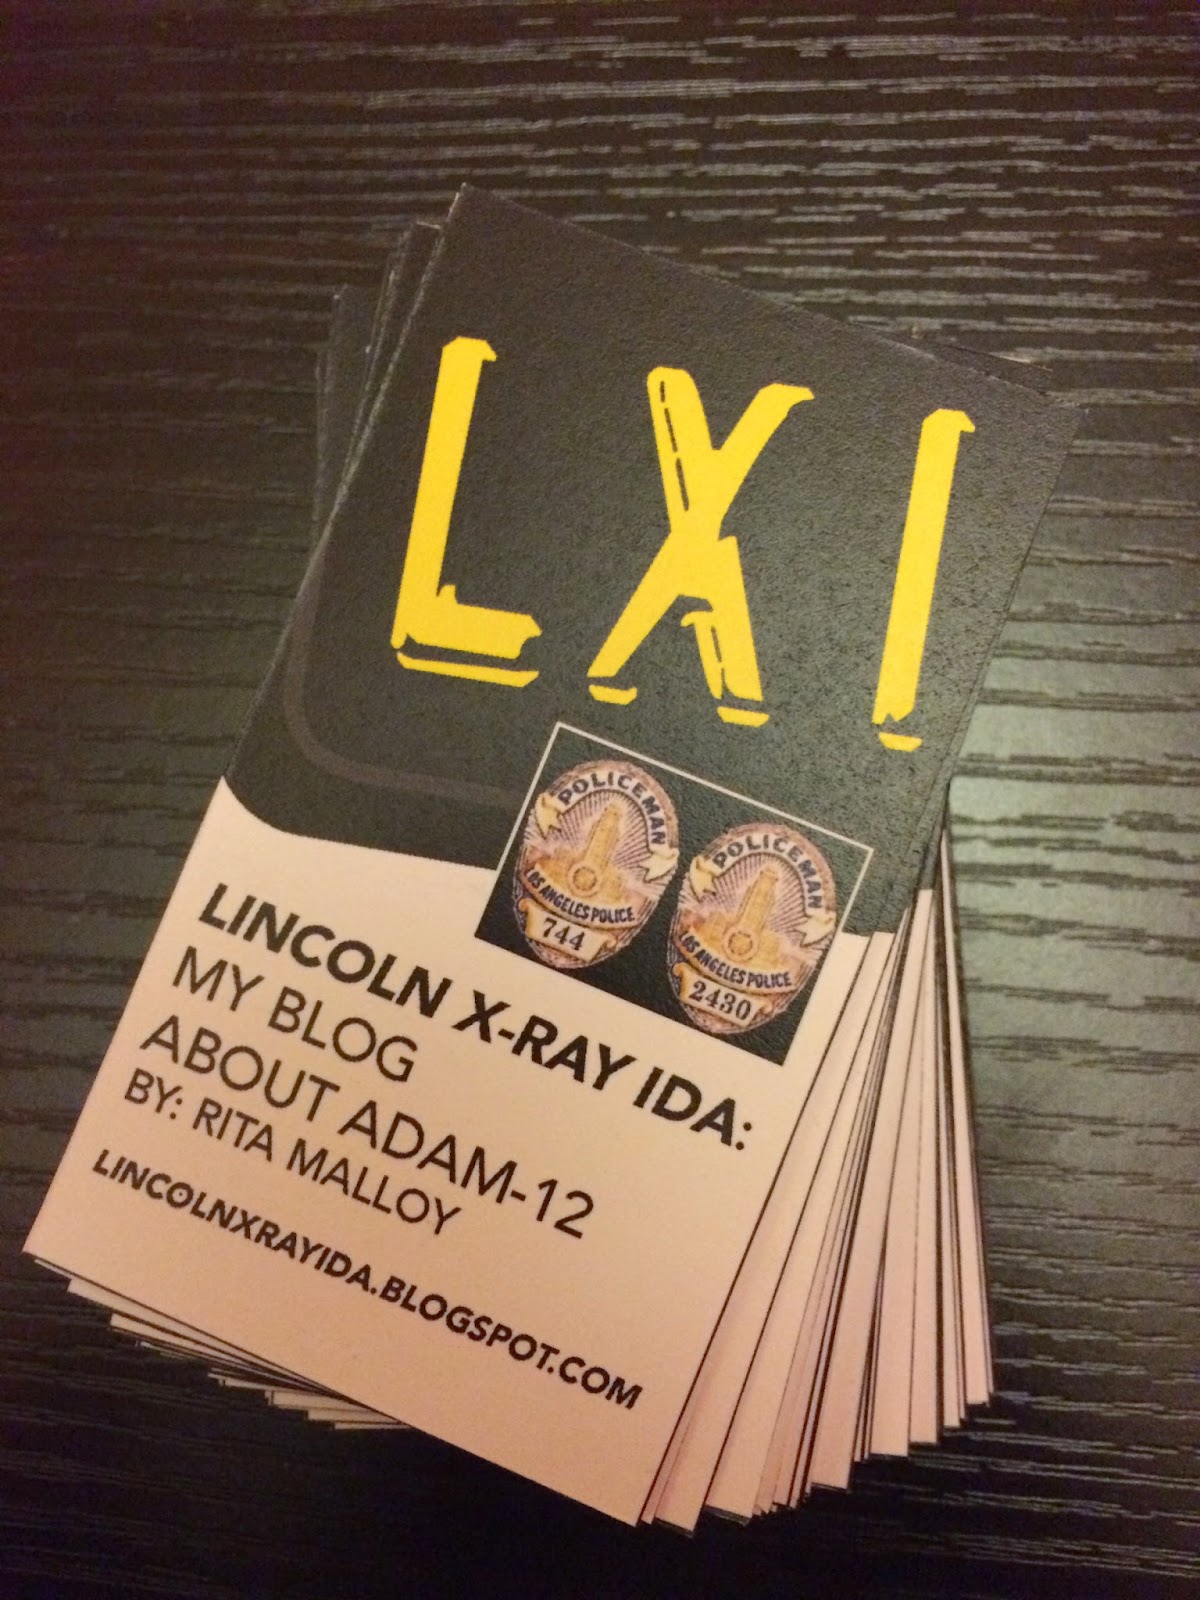 LXI
POLICEMAN
LOS ANGELES POLICE
744
POLICEMAN
LOS ANGELES POLICE
2430
LINCOLN X-RAY IDA:
MY BLOG
ABOUT ADAM-12
BY: RITA MALLOY
LINCOLNXRAYIDA.BLOGSPOT.COM